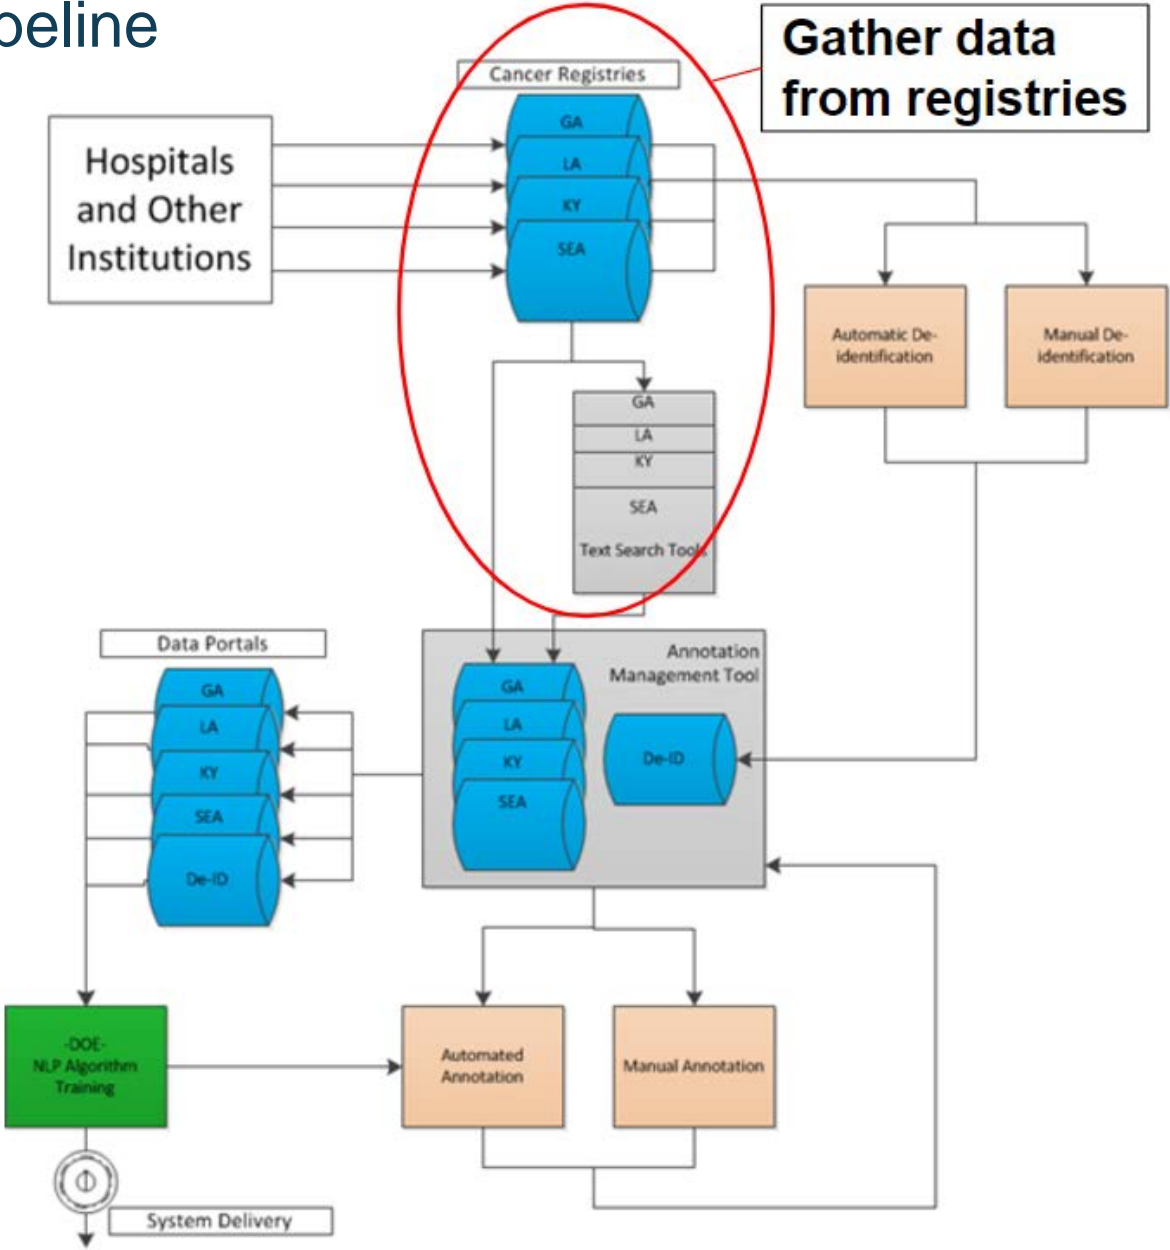 peline
Gather data
from registries
Cancer Registries
GA
LA
KY
SEA
Hospitals
and Other
Institutions
Automatic De-
identification
Manual De-
identification
GA
LA
KY
SEA
Text Search Tools
Data Portals
GA
LA
KY
SEA
De-ID
Annotation
Management Tool
GA
LA
KY
SEA
De-ID
-DOE-
NLP Algorithm
Training
Automated
Annotation
Manual Annotation
System Delivery